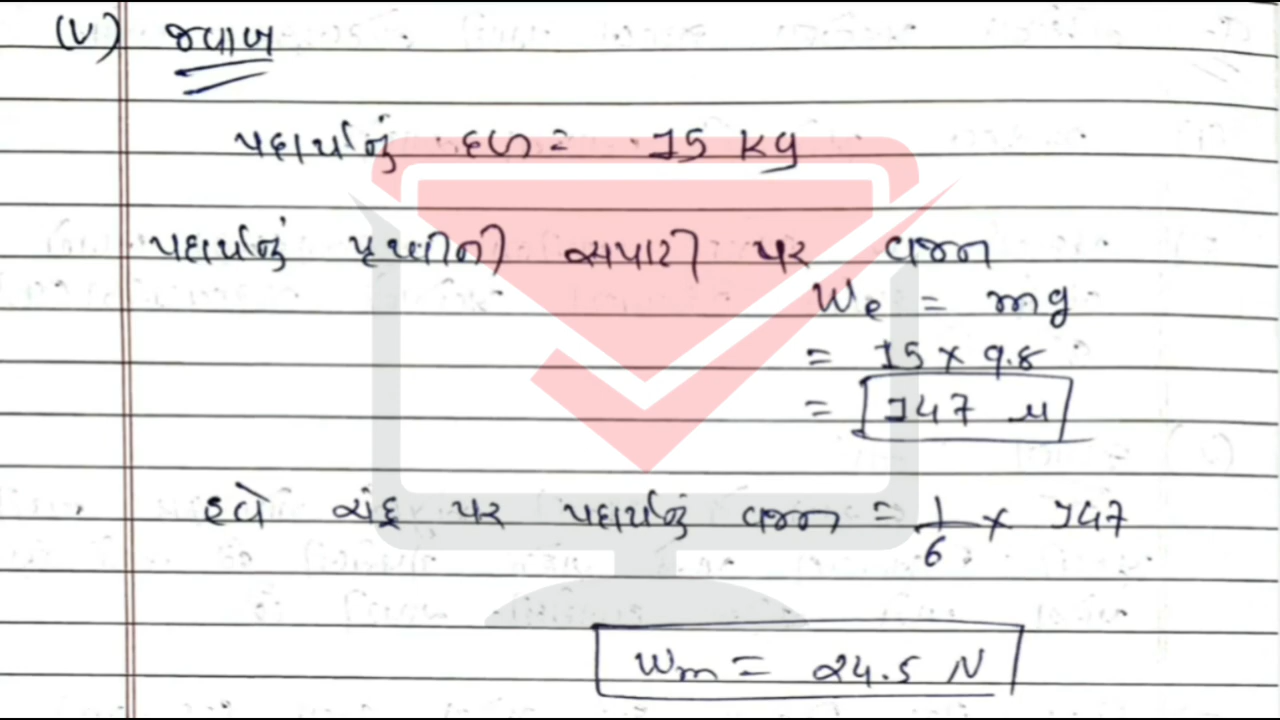 (V) જવાબ
પદાર્થનું દળ = 15 kg
પદાર્થનું પૃથ્વીની સપાટી પર વજન
We = mg
= 15 × 9.8
= 147 N
હવે ચંદ્ર પર પદાર્થનું વજન = 1/6 × 147
Wm = 24.5 N